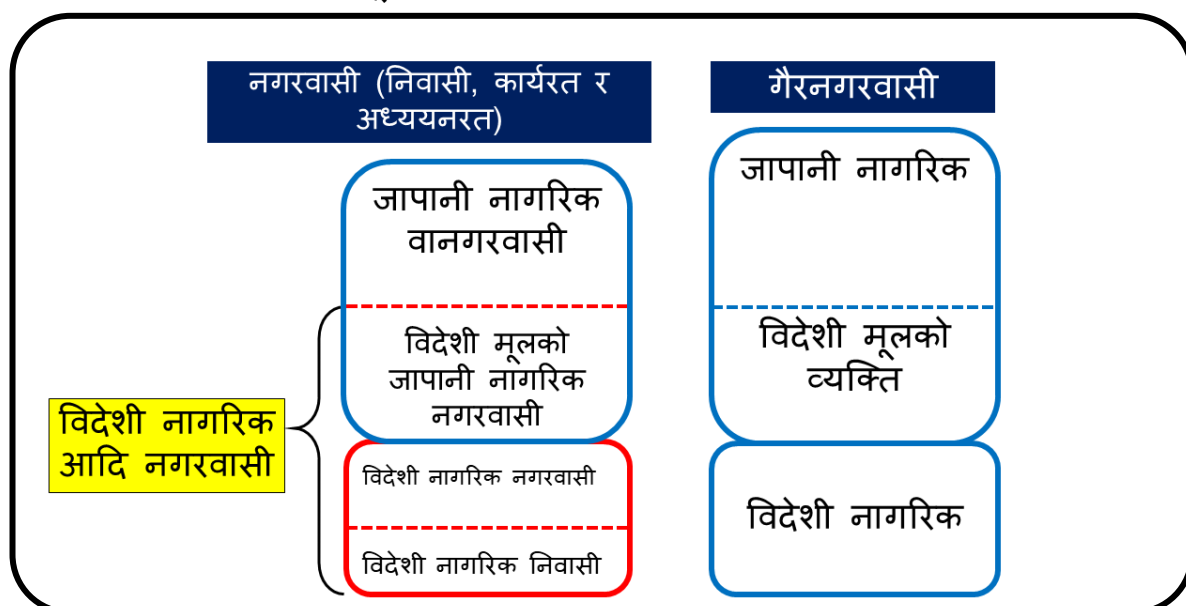 नगरवासी (निवासी, कार्यरत र
अध्ययनरत)
जापानी नागरिक
वानगरवासी
विदेशी मूलको
जापानी नागरिक
नगरवासी
विदेशी नागरिक
आदि नगरवासी
विदेशी नागरिक नगरवासी
विदेशी नागरिक निवासी
गैरनगरवासी
जापानी नागरिक
विदेशी मूलको
व्यक्ति
विदेशी नागरिक